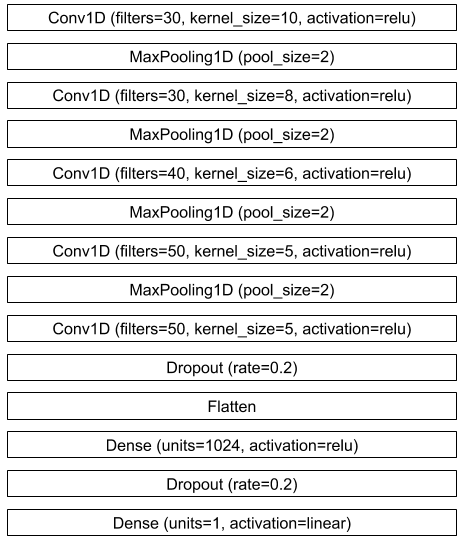 Conv1D (filters=30, kernel_size=10, activation=relu)
MaxPooling1D (pool_size=2)
Conv1D (filters=30, kernel_size=8, activation=relu)
MaxPooling1D (pool_size=2)
Conv1D (filters=40, kernel_size=6, activation=relu)
MaxPooling1D (pool_size=2)
Conv1D (filters=50, kernel_size=5, activation=relu)
MaxPooling1D (pool_size=2)
Conv1D (filters=50, kernel_size=5, activation=relu)
Dropout (rate=0.2)
Flatten
Dense (units=1024, activation=relu)
Dropout (rate=0.2)
Dense (units=1, activation=linear)